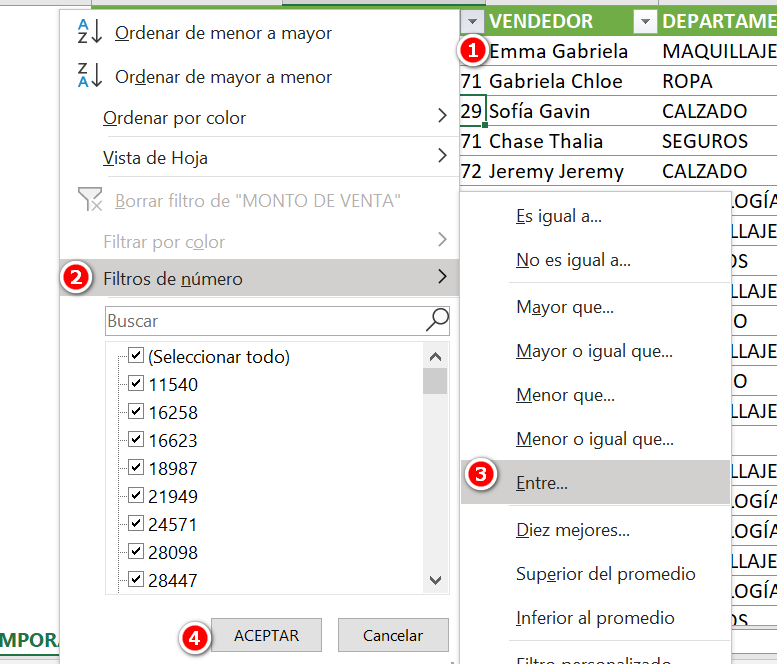 Ordenar de menor a mayor
Ordenar de mayor a menor
Ordenar por color
Vista de Hoja
Borrar filtro de "MONTO DE VENTA"
Filtrar por color
2 Filtros de número
Buscar
(Seleccionar todo)
11540
16258
16623
18987
21949
24571
28098
28447
4 ACEPTAR Cancelar
MPORA
VENDEDOR DEPARTAME
1 Emma Gabriela MAQUILLAJE
71 Gabriela Chloe ROPA
29 Sofía Gavin CALZADO
71 Chase Thalia SEGUROS
72 Jeremy Jeremy CALZADO
Es igual a...
No es igual a...
Mayor que...
Mayor o igual que...
Menor que...
Menor o igual que...
3 Entre...
Diez mejores...
Superior del promedio
Inferior al promedio
Filtro personalizado
LOGÍA
LLAJE
OS
LLAJE
O
LLAJE
O
LLAJE
LLAJE
LOGÍA
LOGÍA
LLAJE
LOGÍA
OS